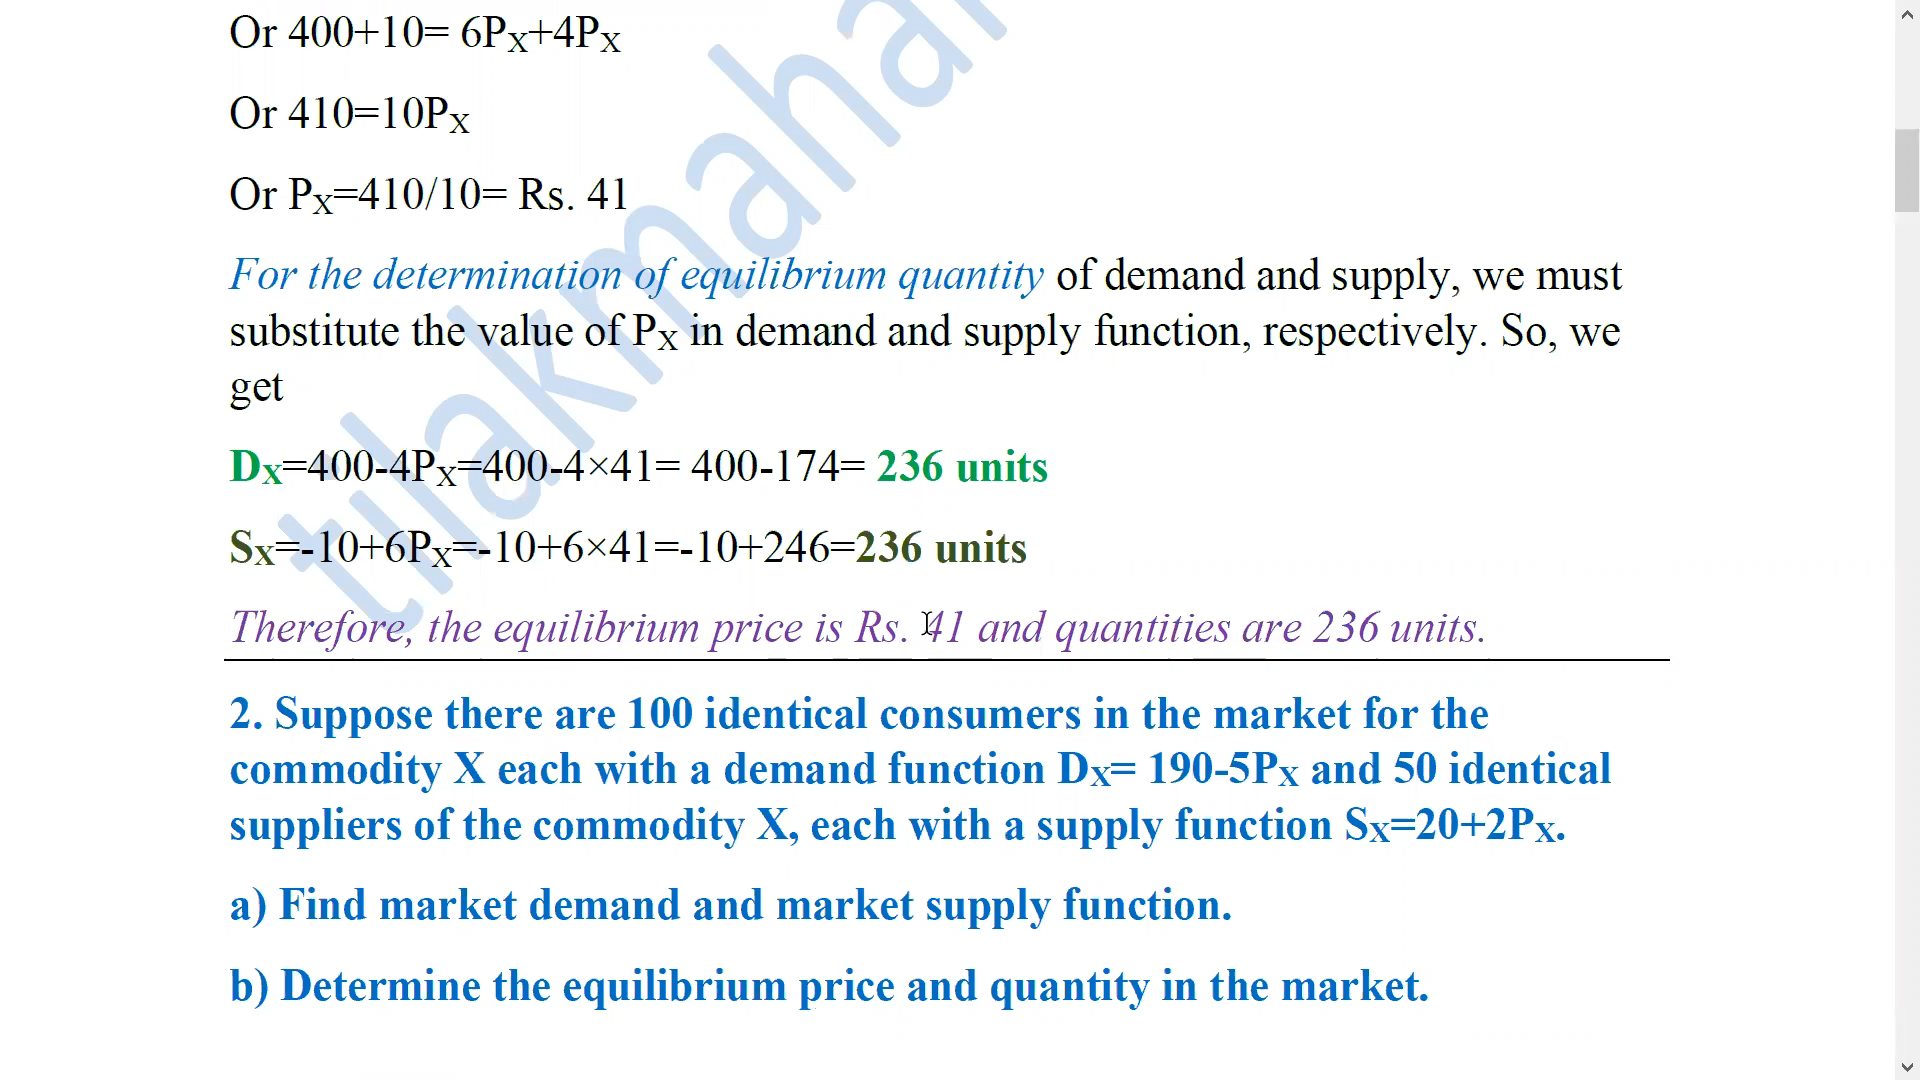 Or 400+10= 6PX+4PX
Or 410=10PX
Or PX=410/10= Rs. 41
For the determination of equilibrium quantity of demand and supply, we must
substitute the value of PX in demand and supply function, respectively. So, we
get
DX=400-4PX=400-4×41= 400-174= 236 units
SX=-10+6PX=-10+6×41=-10+246=236 units
Therefore, the equilibrium price is Rs. 41 and quantities are 236 units.
2. Suppose there are 100 identical consumers in the market for the
commodity X each with a demand function DX= 190-5PX and 50 identical
suppliers of the commodity X, each with a supply function SX=20+2PX.
a) Find market demand and market supply function.
b) Determine the equilibrium price and quantity in the market.
tilakmahar